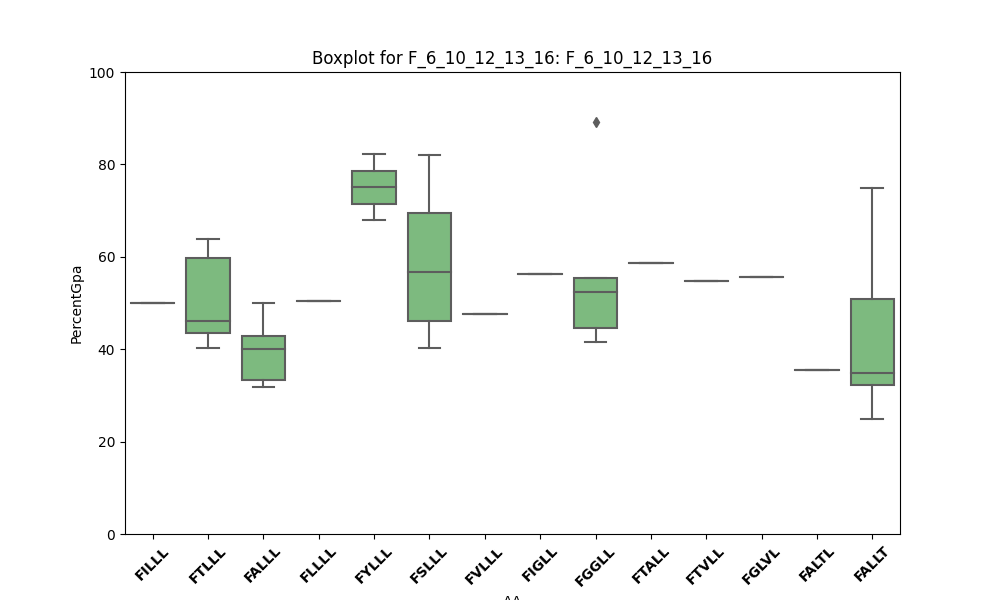 Boxplot for F_6_10_12_13_16: F_6_10_12_13_16
100
80
60
40
20
0
PercentGpa
FILLL FTLLL FALLL FLLLL FYLLL FSLLL FVLLL FIGLL FGGLL FTALL FTVLL FGLVL FALTL FALLT
AA